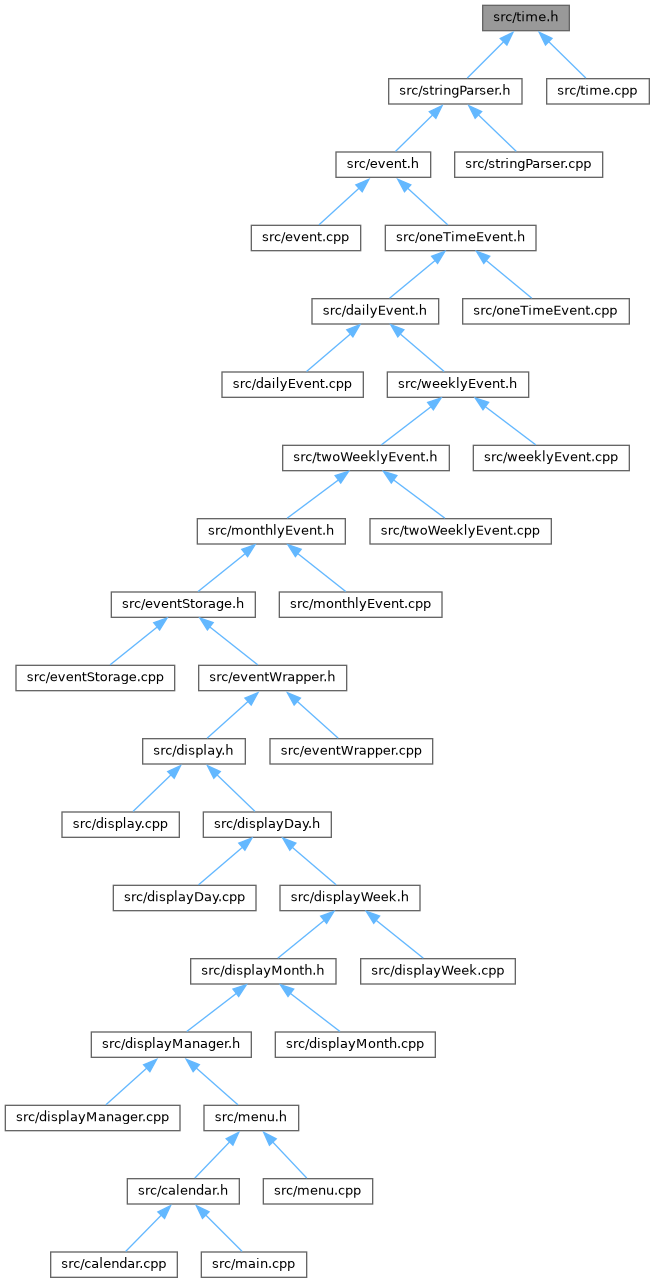 src/time.h
src/stringParser.h
src/time.cpp
src/event.h
src/stringParser.cpp
src/event.cpp
src/oneTimeEvent.h
src/dailyEvent.h
src/oneTimeEvent.cpp
src/dailyEvent.cpp
src/weeklyEvent.h
src/twoWeeklyEvent.h
src/weeklyEvent.cpp
src/monthlyEvent.h
src/twoWeeklyEvent.cpp
src/eventStorage.h
src/monthlyEvent.cpp
src/eventStorage.cpp
src/eventWrapper.h
src/display.h
src/eventWrapper.cpp
src/display.cpp
src/displayDay.h
src/displayDay.cpp
src/displayWeek.h
src/displayMonth.h
src/displayWeek.cpp
src/displayManager.h
src/displayMonth.cpp
src/displayManager.cpp
src/menu.h
src/calendar.h
src/menu.cpp
src/calendar.cpp
src/main.cpp